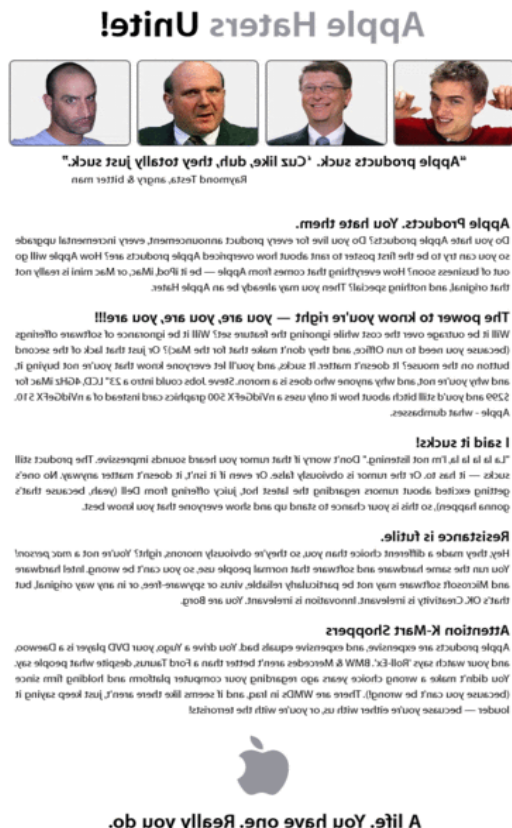 Apple Haters Unite!
“Apple products suck. ‘Cuz like, duh, they totally just suck.”
Raymond Testa, angry & bitter man
Apple Products. You hate them.
Do you hate Apple products? Do you live for every product announcement, every incremental upgrade
so you can try to be the first poster to rant about how overpriced Apple products are? How Apple will go
out of business soon? How everything that comes from Apple — be it iPod, iMac, or Mac mini is really not
that original, and nothing special? Then you may already be an Apple Hater.
The power to know you're right — you are, you are, you are!!!
Will it be outrage over the cost while ignoring the feature set? Will it be ignorance of software offerings
(because you need to run Office, and they don't make that for the Mac)? Or just that lack of the second
button on the mouse? It doesn't matter. It sucks, and you'll let everyone know that you're not buying it,
and why you're not, and why anyone who does is a moron. Steve Jobs could intro a 23" LCD, 4GHz iMac for
$299 and you'd still bitch about how it only uses a nVidGeFX 500 graphics card instead of a nVidGeFX 510.
Apple - what dumbasses.
I said it sucks!
"La la la la, I'm not listening." Don't worry if that rumor you heard sounds impressive. The product still
sucks — it has to. Or the rumor is obviously false. Or even if it isn't, it doesn't matter anyway. No one's
getting excited about rumors regarding the latest hot, juicy offering from Dell (yeah, because that's
gonna happen), so this is your chance to stand up and show everyone that you know best.
Resistance is futile.
Hey, they made a different choice than you, so they're obviously morons, right? You're not a mac person!
You run the same hardware and software that normal people use, so you can't be wrong. Intel hardware
and Microsoft software may not be particularly reliable, virus or spyware-free, or in any way original, but
that's OK. Creativity is irrelevant. Innovation is irrelevant. You are Borg.
Attention K-Mart Shoppers
Apple products are expensive, and expensive equals bad. You drive a Yugo, your DVD player is a Daewoo,
and your watch says 'Roll-Ex'. BMW & Mercedes aren't better than a Ford Taurus, despite what people say.
You didn't make a wrong choice years ago regarding your computer platform and holding firm since
(because you can't be wrong!). There are WMDs in Iraq, and if seems like there aren't, just keep saying it
louder — becuase you're either with us, or you're with the terrorists!
A life. You have one. Really you do.